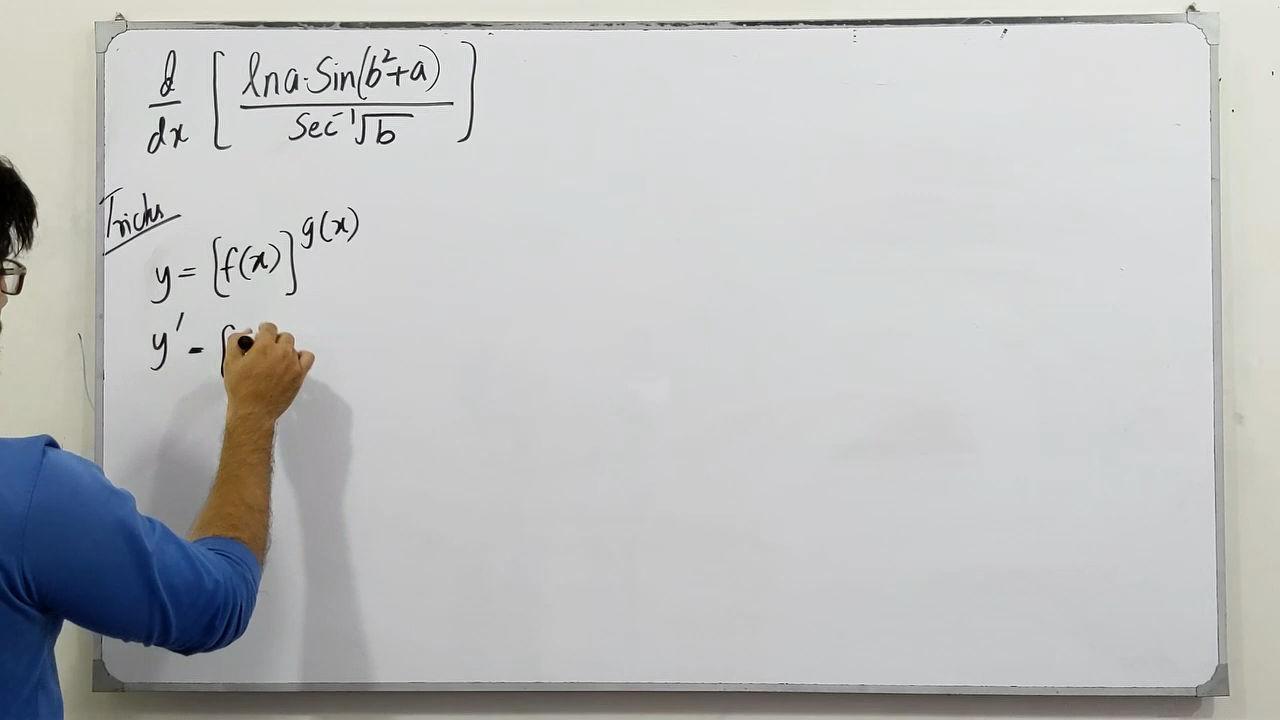 d/dx [ lna·Sin(b²+a) / Sec⁻¹√b ]
Tricks
y = [f(x)]^g(x)
y′ - [